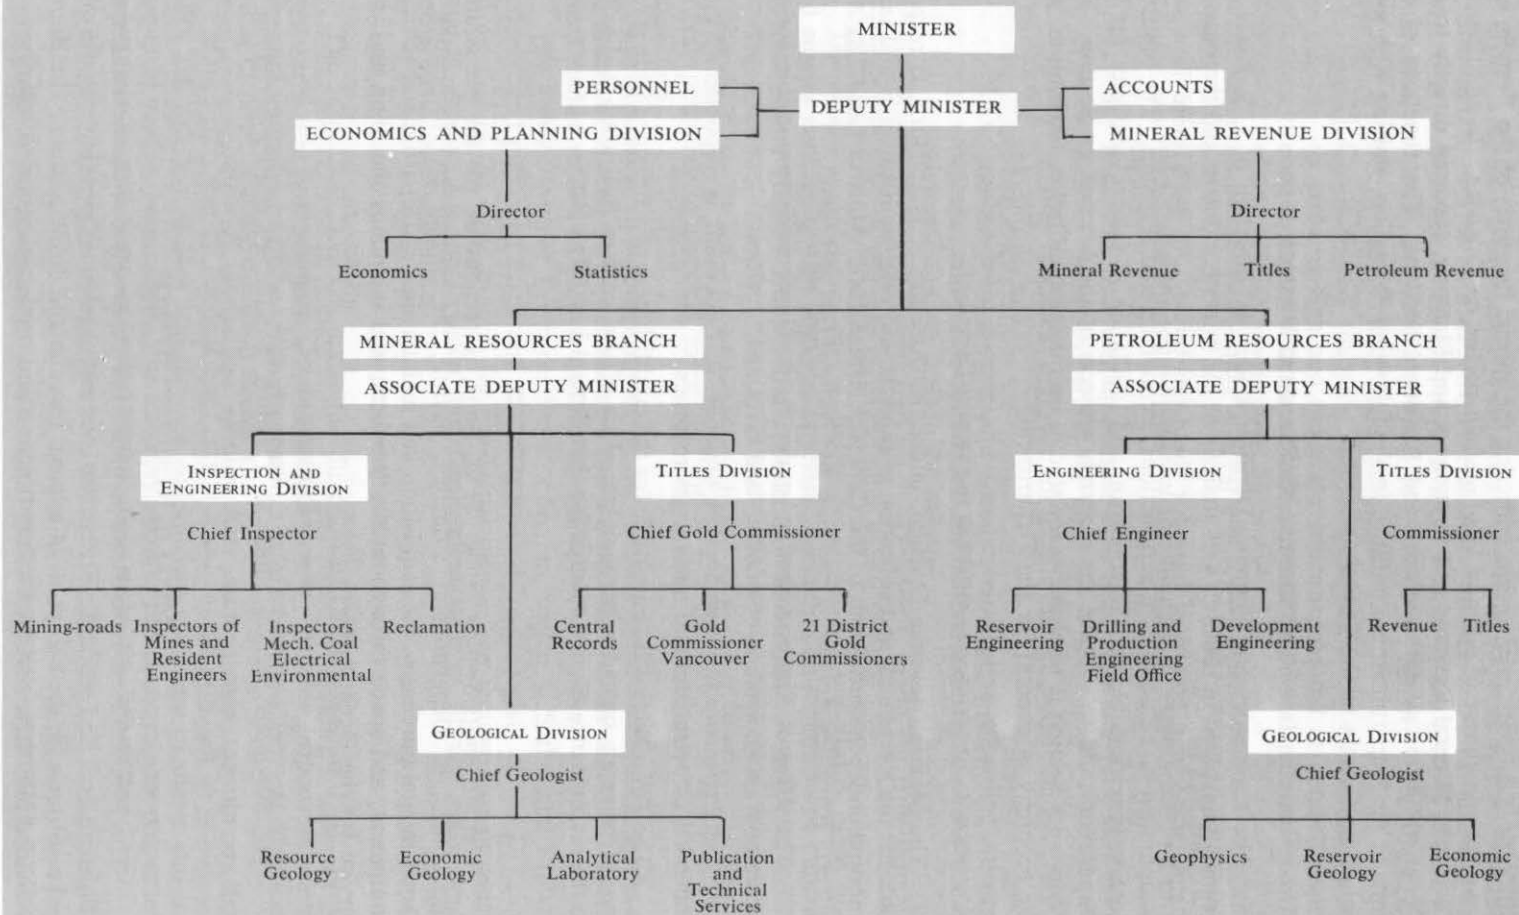 MINISTER
PERSONNEL
ACCOUNTS
DEPUTY MINISTER
ECONOMICS AND PLANNING DIVISION
MINERAL REVENUE DIVISION
Director
Director
Economics
Statistics
Mineral Revenue
Titles
Petroleum Revenue
MINERAL RESOURCES BRANCH
ASSOCIATE DEPUTY MINISTER
PETROLEUM RESOURCES BRANCH
ASSOCIATE DEPUTY MINISTER
INSPECTION AND
ENGINEERING DIVISION
Chief Inspector
TITLES DIVISION
Chief Gold Commissioner
ENGINEERING DIVISION
Chief Engineer
TITLES DIVISION
Commissioner
Mining-roads
Inspectors of
Mines and
Resident
Engineers
Inspectors
Mech. Coal
Electrical
Environmental
Reclamation
Central
Records
Gold
Commissioner
Vancouver
21 District
Gold
Commissioners
Reservoir
Engineering
Drilling and
Production
Engineering
Field Office
Development
Engineering
Revenue
Titles
GEOLOGICAL DIVISION
Chief Geologist
GEOLOGICAL DIVISION
Chief Geologist
Resource
Geology
Economic
Geology
Analytical
Laboratory
Publication
and
Technical
Services
Geophysics
Reservoir
Geology
Economic
Geology